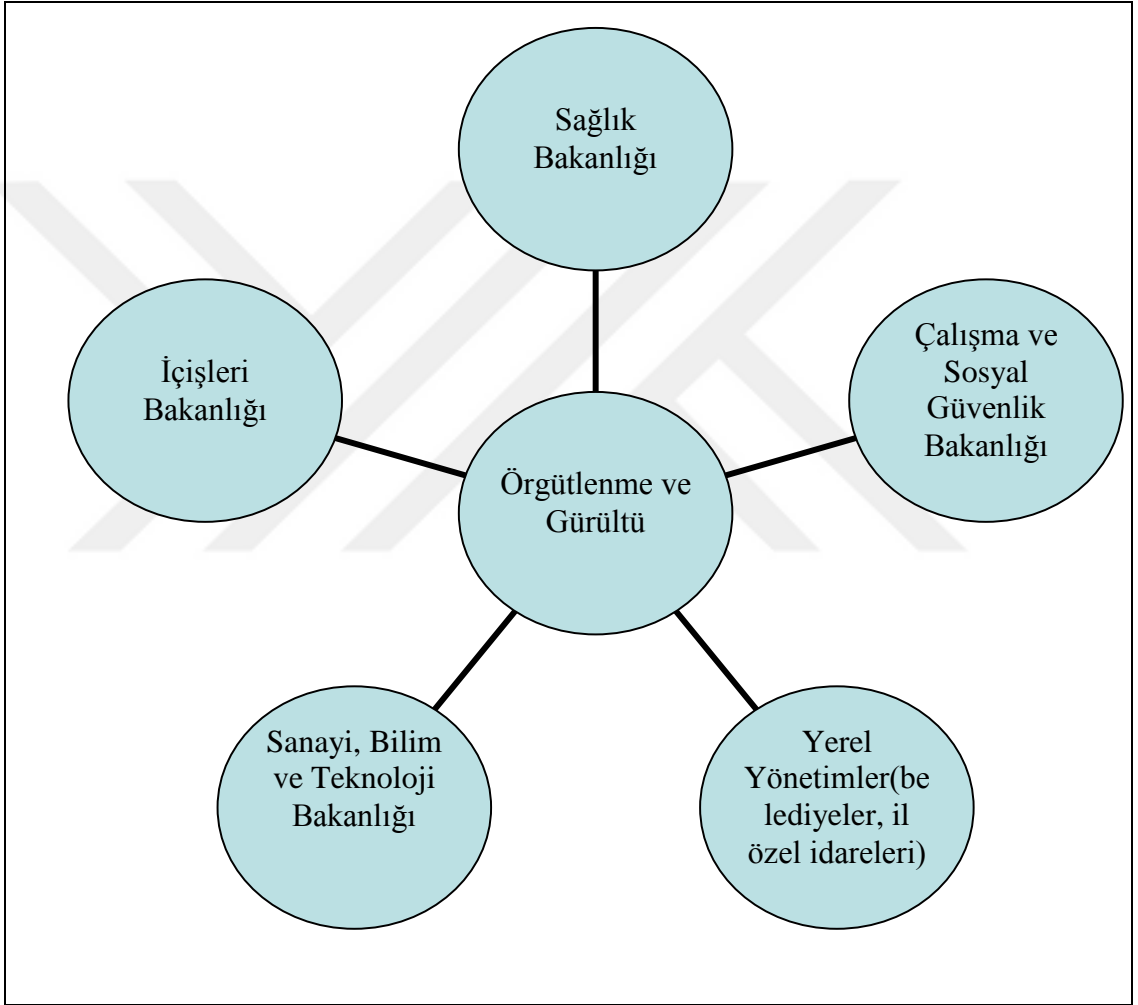 Sağlık
Bakanlığı
İçişleri
Bakanlığı
Çalışma ve
Sosyal
Güvenlik
Bakanlığı
Örgütlenme ve
Gürültü
Sanayi, Bilim
ve Teknoloji
Bakanlığı
Yerel
Yönetimler(be
lediyeler, il
özel idareleri)